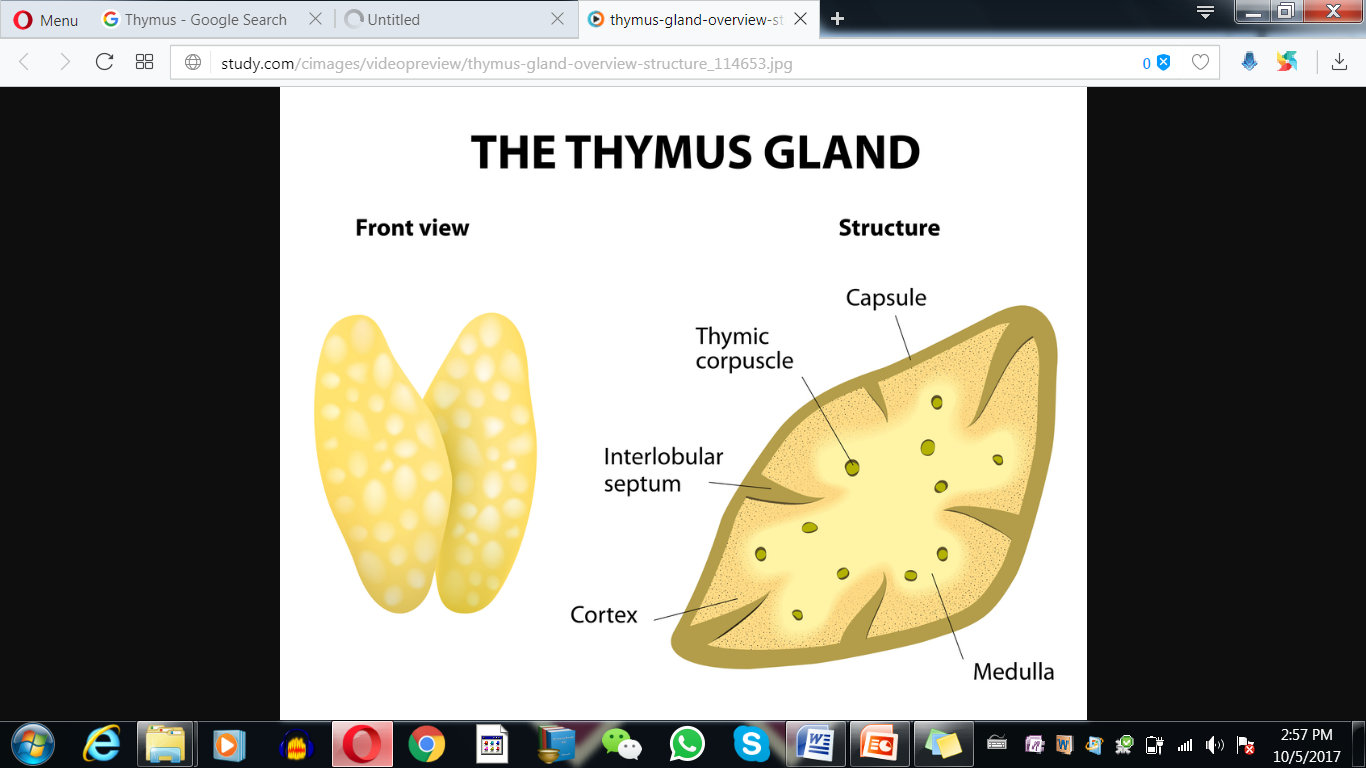 Menu
Thymus - Google Search
Untitled
thymus-gland-overview-st
study.com/cimages/videopreview/thymus-gland-overview-structure_114653.jpg
0
THE THYMUS GLAND
Front view
Structure
Capsule
Thymic
corpuscle
Interlobular
septum
Cortex
Medulla
2:57 PM
10/5/2017